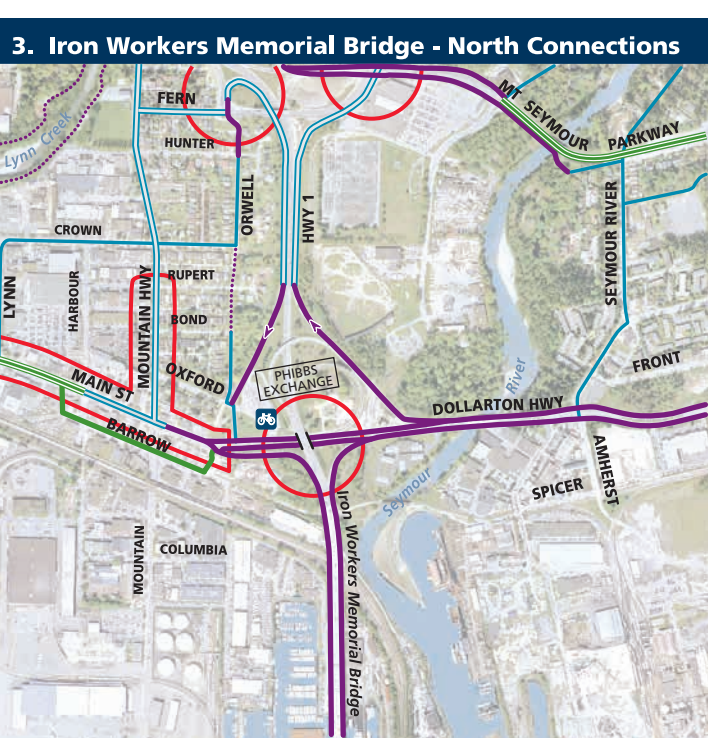 3. Iron Workers Memorial Bridge - North Connections
MT SEYMOUR
PARKWAY
FERN
Lynn Creek
HUNTER
ORWELL
HWY 1
SEYMOUR RIVER
CROWN
LYNN
HARBOUR
MOUNTAIN HWY
RUPERT
BOND
OXFORD
PHIBBS
EXCHANGE
River
FRONT
MAIN ST
DOLLARTON HWY
BARROW
AMHERST
Seymour
SPICER
Iron Workers Memorial Bridge
MOUNTAIN
COLUMBIA